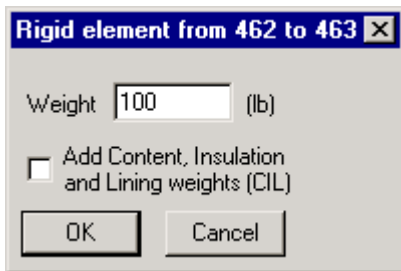 Rigid element from 462 to 463
Weight 100 (lb)
Add Content, Insulation
and Lining weights (CIL)
OK Cancel